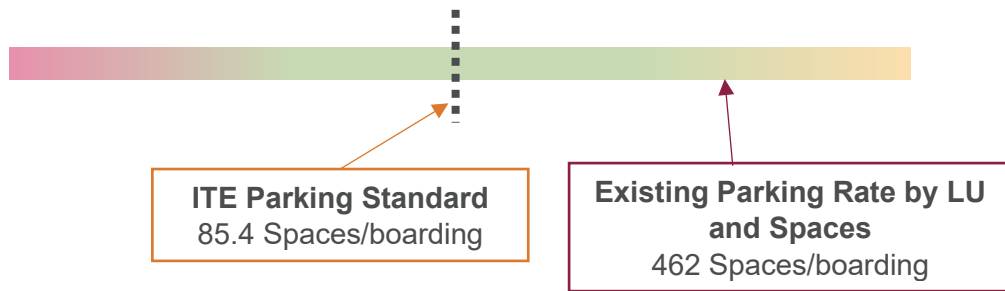 ITE Parking Standard
85.4 Spaces/boarding
Existing Parking Rate by LU
and Spaces
462 Spaces/boarding